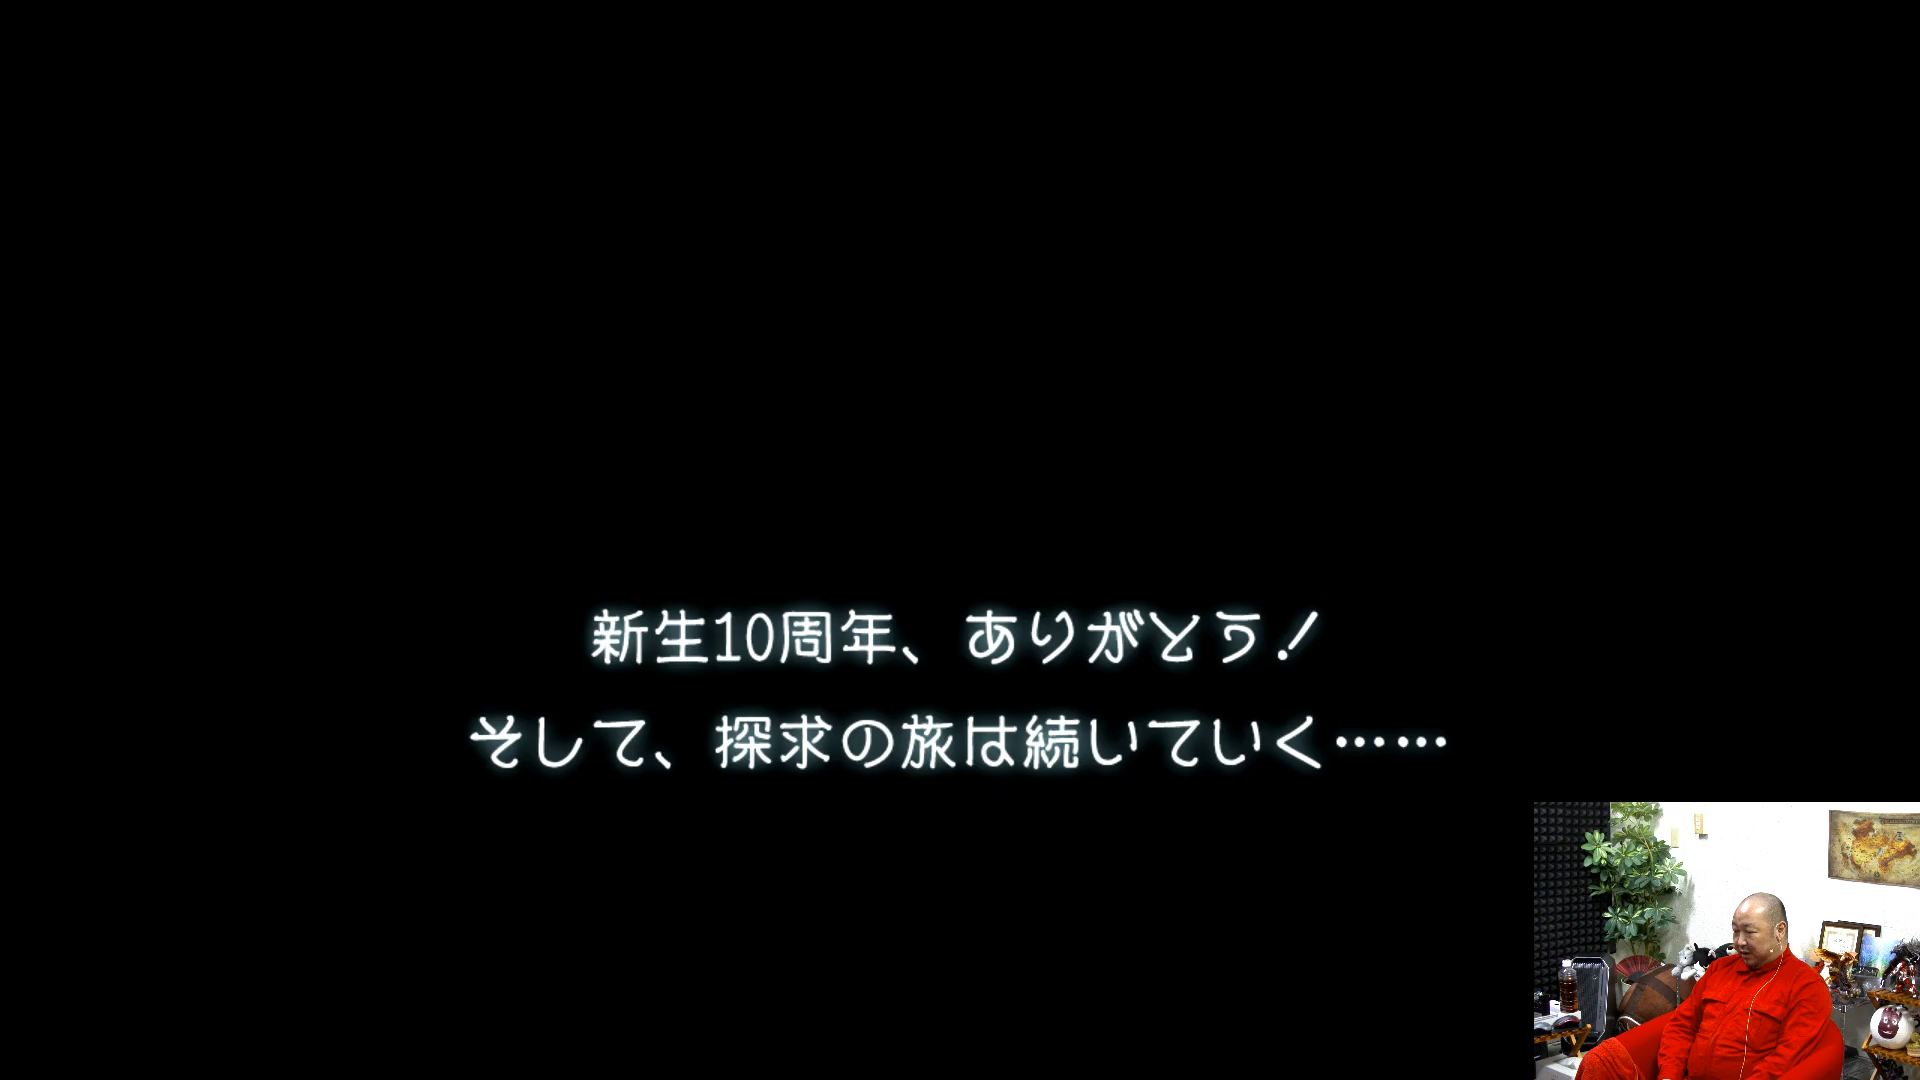 新生10周年、ありがとう！
そして、探求の旅は続いていく……